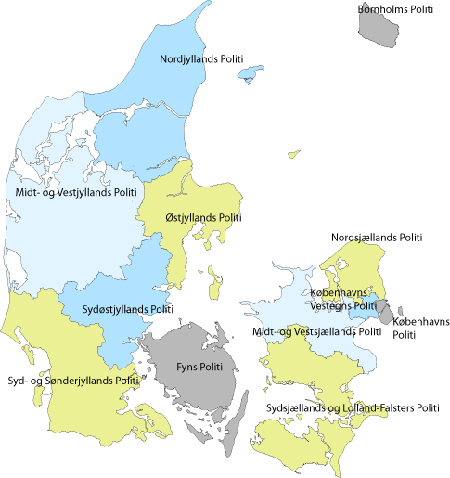 Bornholms Politi
Nordjyllands Politi
Midt- og Vestjyllands Politi
Østjyllands Politi
Nordsjællands Politi
Københavns
Vestegns Politi
Sydøstjyllands Politi
Københavns
Politi
Midt- og Vestsjællands Politi
Fyns Politi
Syd- og Sønderjyllands Politi
Sydsjællands og Lolland-Falsters Politi